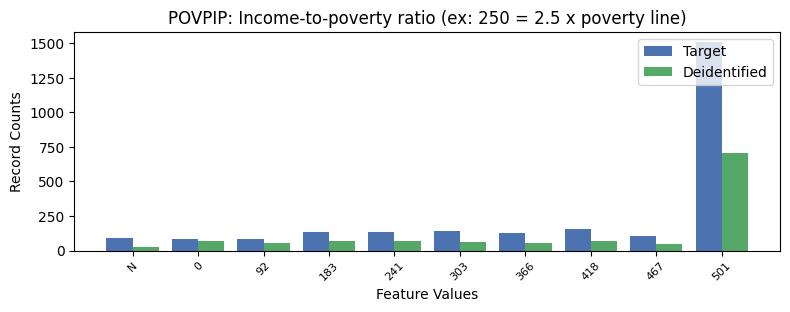 POVPIP: Income-to-poverty ratio (ex: 250 = 2.5 x poverty line)
Target
Deidentified
Record Counts
1500
1250
1000
750
500
250
0
N 0 92 183 241 303 366 418 467 501
Feature Values